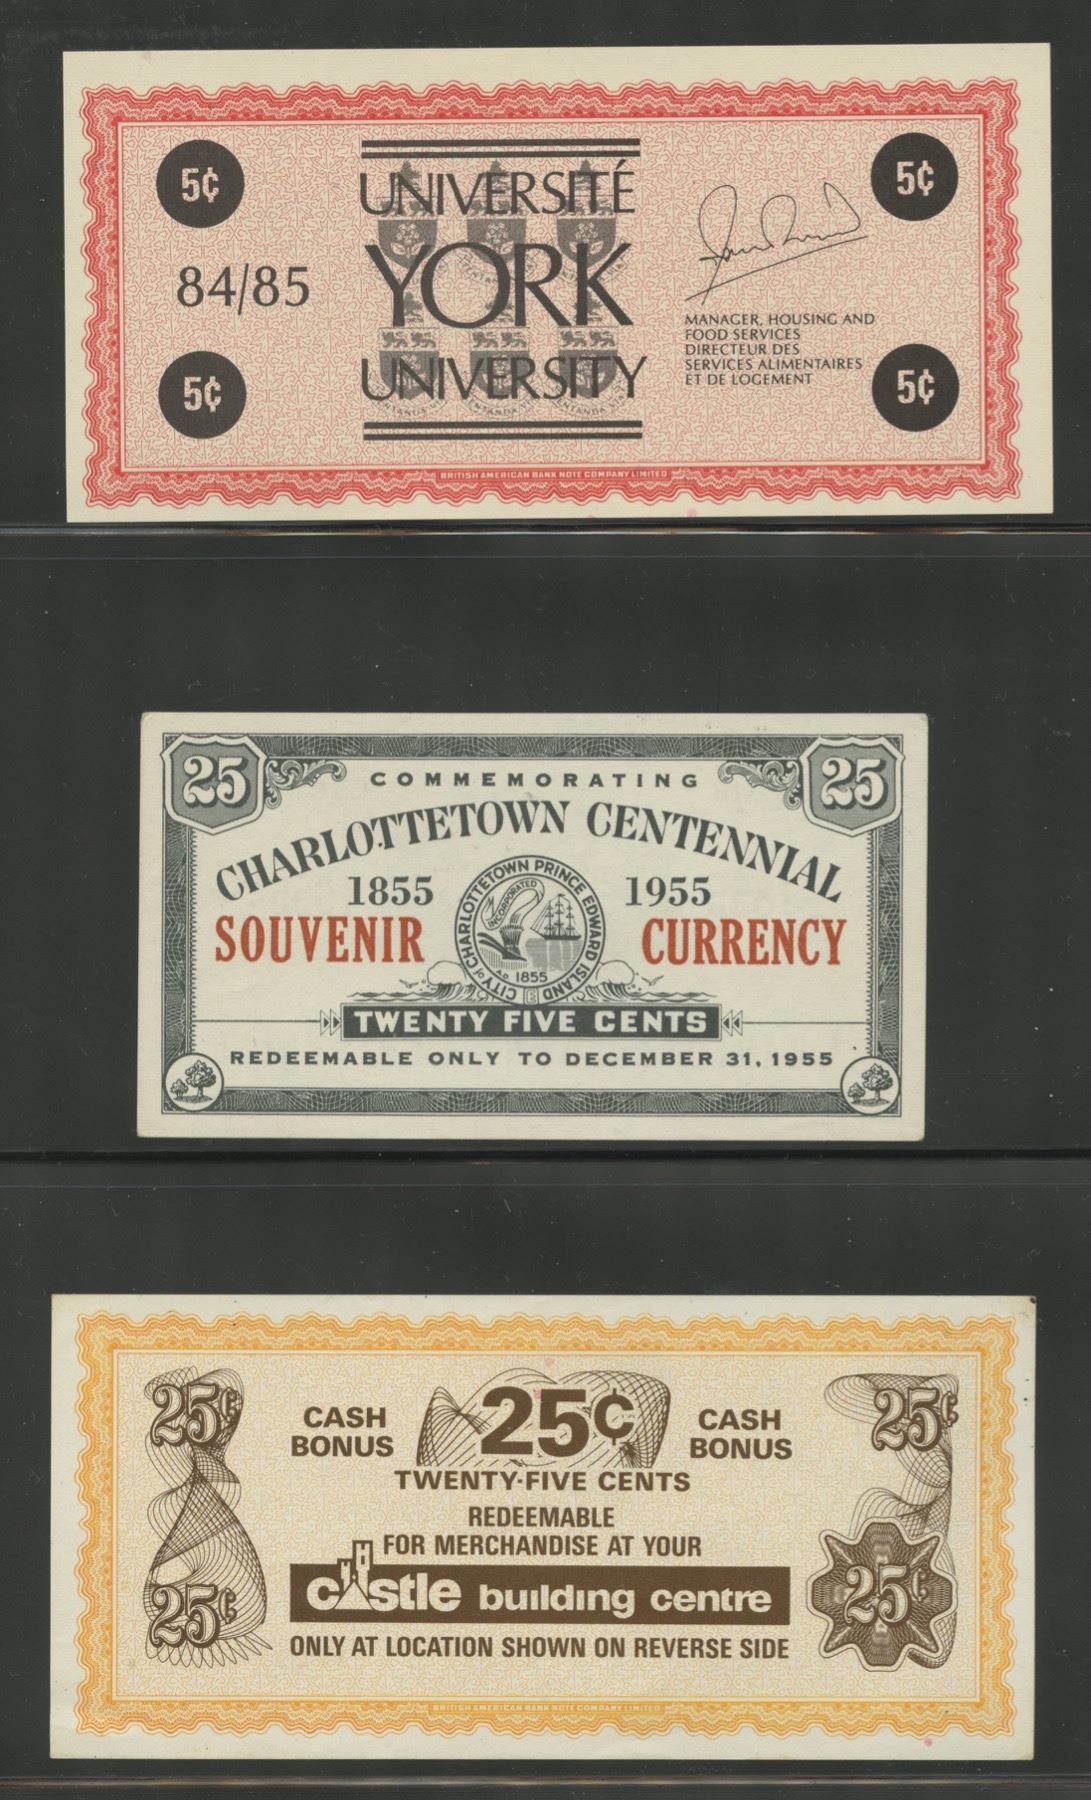 5¢
5¢
UNIVERSITÉ
YORK
UNIVERSITY
84/85
MANAGER, HOUSING AND
FOOD SERVICES
DIRECTEUR DES
SERVICES ALIMENTAIRES
ET DE LOGEMENT
5¢
5¢
BRITISH AMERICAN BANK NOTE COMPANY LIMITED
25
25
COMMEMORATING
CHARLOTTETOWN CENTENNIAL
1855
1955
SOUVENIR
CURRENCY
CITY of CHARLOTTETOWN PRINCE EDWARD ISLAND
INCORPORATED
A.D. 1855
TWENTY FIVE CENTS
REDEEMABLE ONLY TO DECEMBER 31, 1955
25¢
25¢
25¢
CASH
BONUS
CASH
BONUS
TWENTY-FIVE CENTS
REDEEMABLE
FOR MERCHANDISE AT YOUR
castle building centre
25¢
25¢
ONLY AT LOCATION SHOWN ON REVERSE SIDE
BRITISH AMERICAN BANK NOTE COMPANY LIMITED